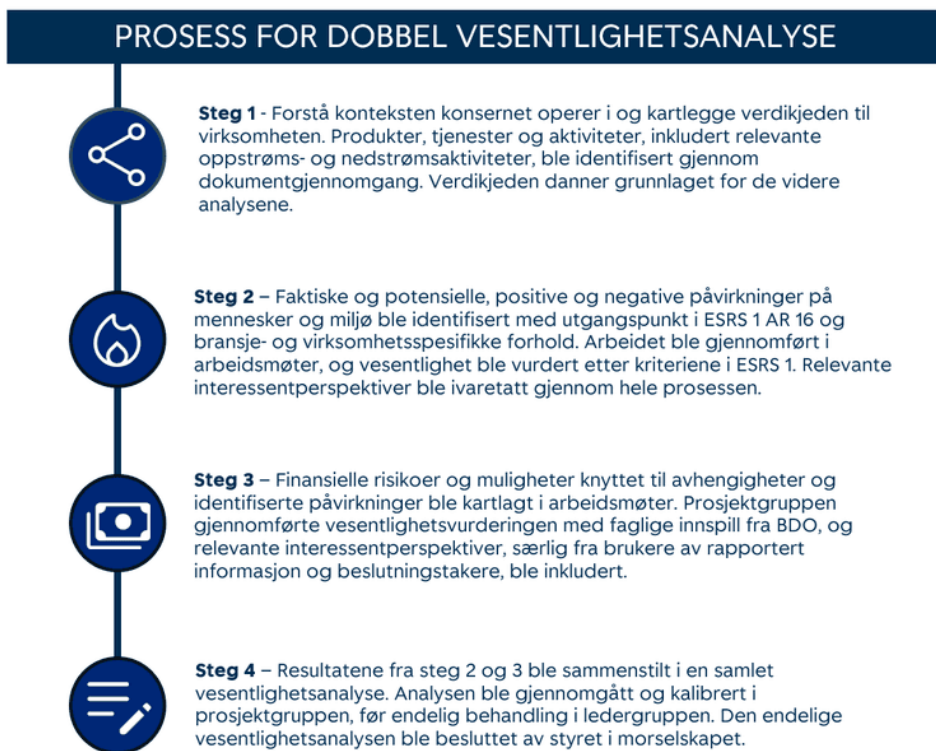 PROSESS FOR DOBBEL VESENTLIGHETSANALYSE
Steg 1 - Forstå konteksten konsernet operer i og kartlegge verdikjeden til
virksomheten. Produkter, tjenester og aktiviteter, inkludert relevante
oppstrøms- og nedstrømsaktiviteter, ble identifisert gjennom
dokumentgjennomgang. Verdikjeden danner grunnlaget for de videre
analysene.
Steg 2 – Faktiske og potensielle, positive og negative påvirkninger på
mennesker og miljø ble identifisert med utgangspunkt i ESRS 1 AR 16 og
bransje- og virksomhetsspesifikke forhold. Arbeidet ble gjennomført i
arbeidsmøter, og vesentlighet ble vurdert etter kriteriene i ESRS 1. Relevante
interessentperspektiver ble ivaretatt gjennom hele prosessen.
Steg 3 – Finansielle risikoer og muligheter knyttet til avhengigheter og
identifiserte påvirkninger ble kartlagt i arbeidsmøter. Prosjektgruppen
gjennomførte vesentlighetsvurderingen med faglige innspill fra BDO, og
relevante interessentperspektiver, særlig fra brukere av rapportert
informasjon og beslutningstakere, ble inkludert.
Steg 4 – Resultatene fra steg 2 og 3 ble sammenstilt i en samlet
vesentlighetsanalyse. Analysen ble gjennomgått og kalibrert i
prosjektgruppen, før endelig behandling i ledergruppen. Den endelige
vesentlighetsanalysen ble besluttet av styret i morselskapet.